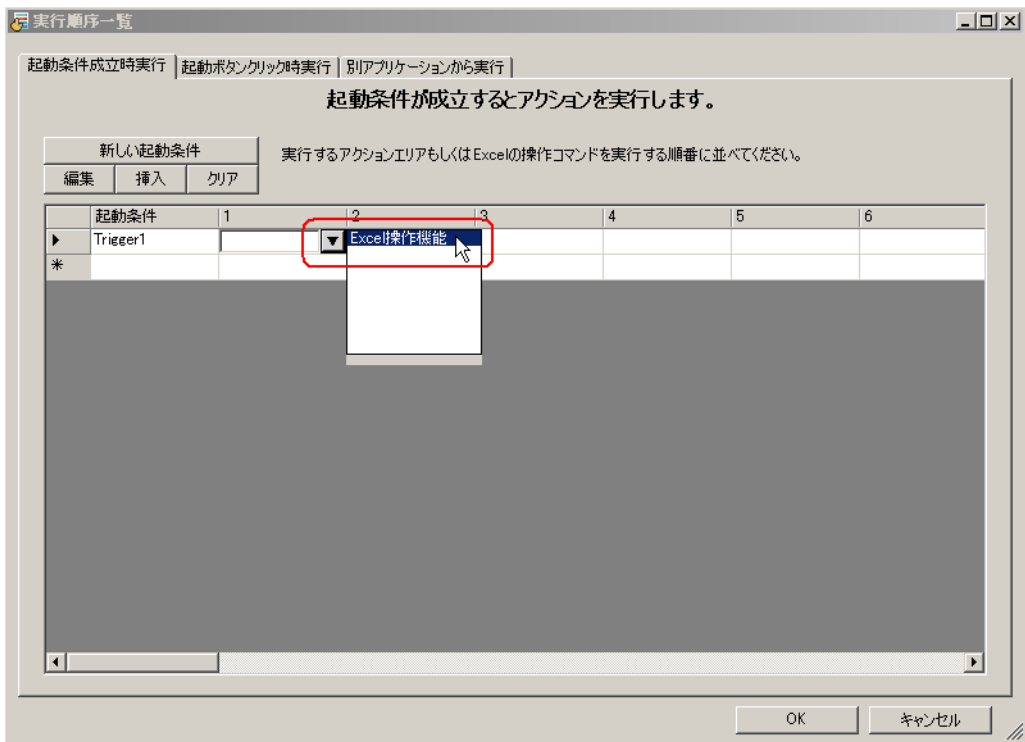 実行順序一覧
起動条件成立時実行 起動ボタンクリック時実行 別アプリケーションから実行
起動条件が成立するとアクションを実行します。
新しい起動条件
実行するアクションエリアもしくはExcelの操作コマンドを実行する順番に並べてください。
編集 挿入 クリア
起動条件 1 2 3 4 5 6
Trigger1 Excel操作機能
OK キャンセル